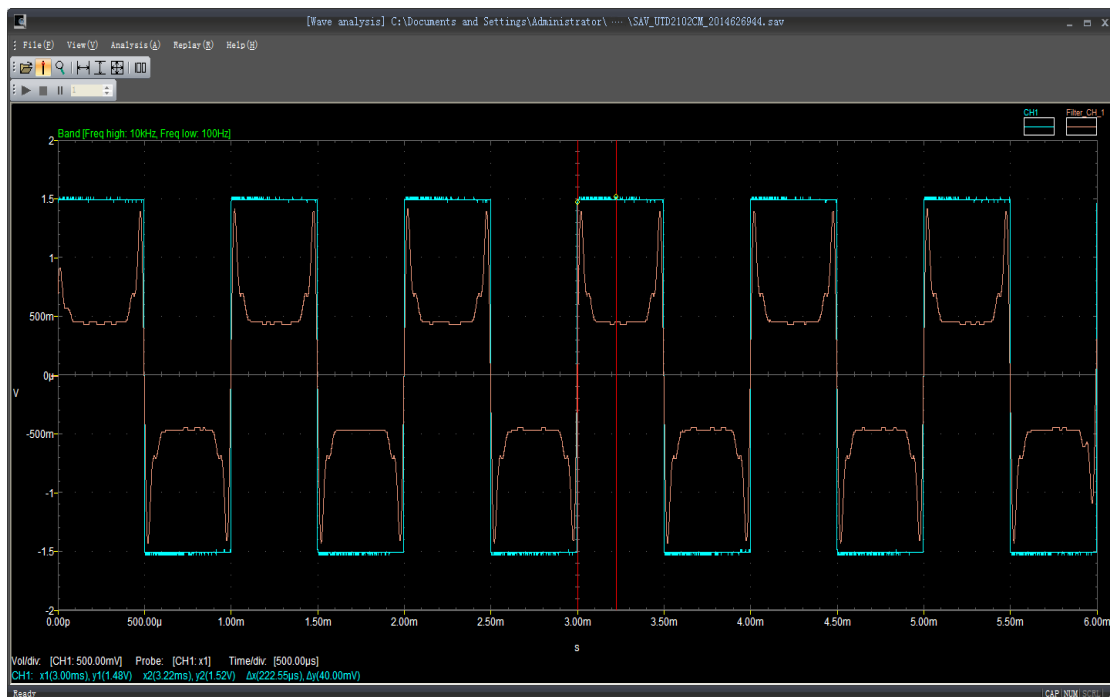 [Wave analysis] C:\Documents and Settings\Administrator\ ···· \SAV_UTD2102CM_2014626944.sav
File(F) View(V) Analysis(A) Replay(R) Help(H)
1
CH1 Filter_CH_1
Band [Freq high: 10kHz, Freq low: 100Hz]
2
1.5
1
500m
0µ
V
-500m
-1
-1.5
-2
0.00p 500.00µ 1.00m 1.50m 2.00m 2.50m 3.00m 3.50m 4.00m 4.50m 5.00m 5.50m 6.00m
s
Vol/div: [CH1: 500.00mV] Probe: [CH1: x1] Time/div: [500.00µs]
CH1: x1(3.00ms), y1(1.48V) x2(3.22ms), y2(1.52V) Δx(222.55µs), Δy(40.00mV)
Ready CAP NUM SCRL